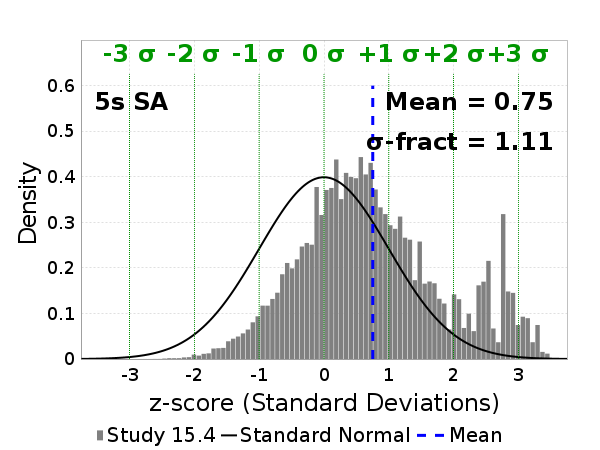 -3 σ -2 σ -1 σ 0 σ +1 σ +2 σ +3 σ
5s SA
Mean = 0.75
σ-fract = 1.11
Density
0.6
0.5
0.4
0.3
0.2
0.1
0
-3 -2 -1 0 1 2 3
z-score (Standard Deviations)
Study 15.4 Standard Normal Mean